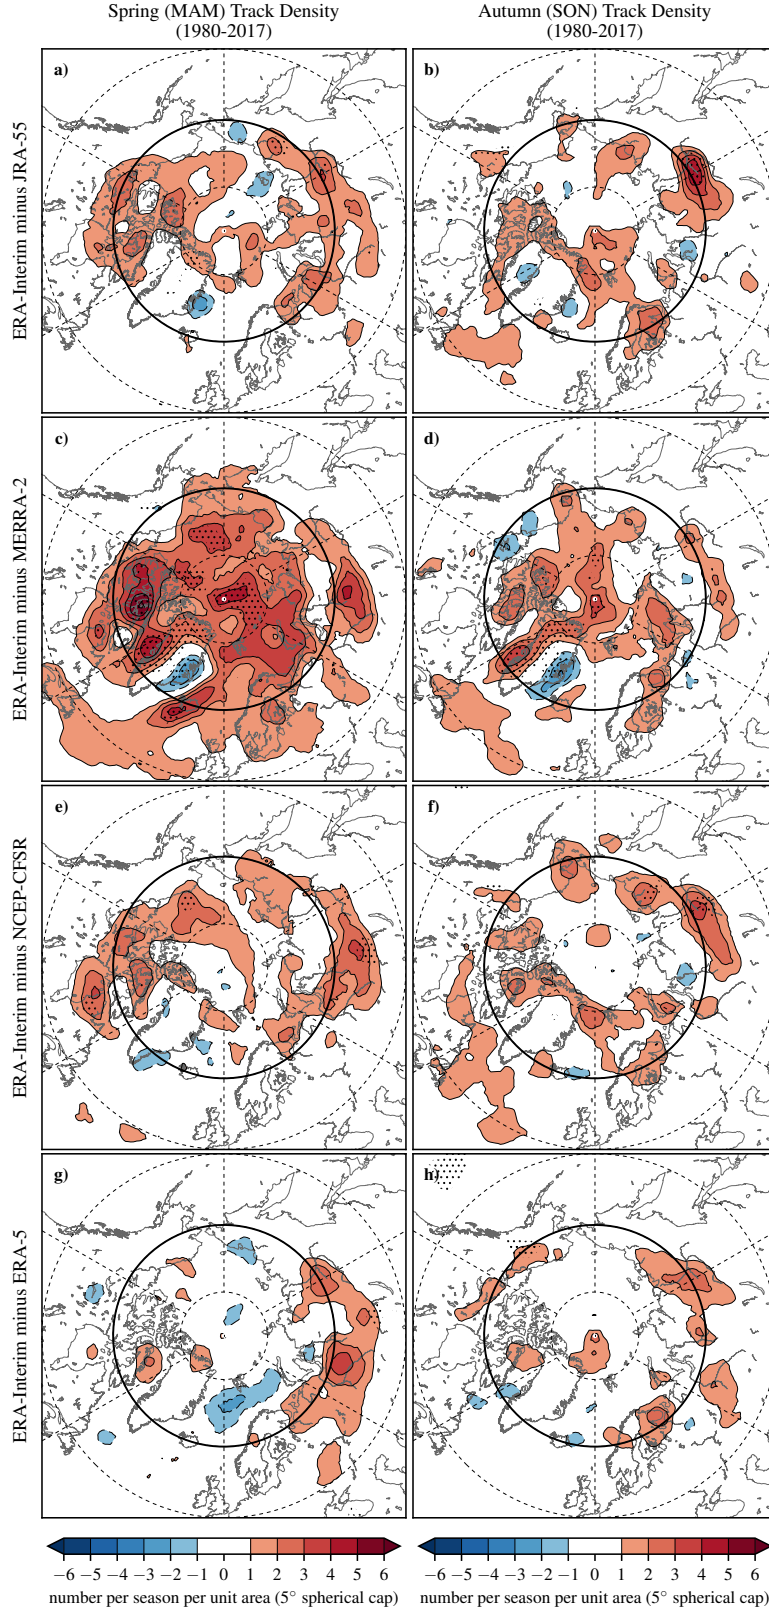 Spring (MAM) Track Density
(1980-2017)
Autumn (SON) Track Density
(1980-2017)
ERA-Interim minus JRA-55
a)
b)
ERA-Interim minus MERRA-2
c)
d)
ERA-Interim minus NCEP-CFSR
e)
f)
ERA-Interim minus ERA-5
g)
h)
−6 −5 −4 −3 −2 −1 0 1 2 3 4 5 6
number per season per unit area (5° spherical cap)
−6 −5 −4 −3 −2 −1 0 1 2 3 4 5 6
number per season per unit area (5° spherical cap)